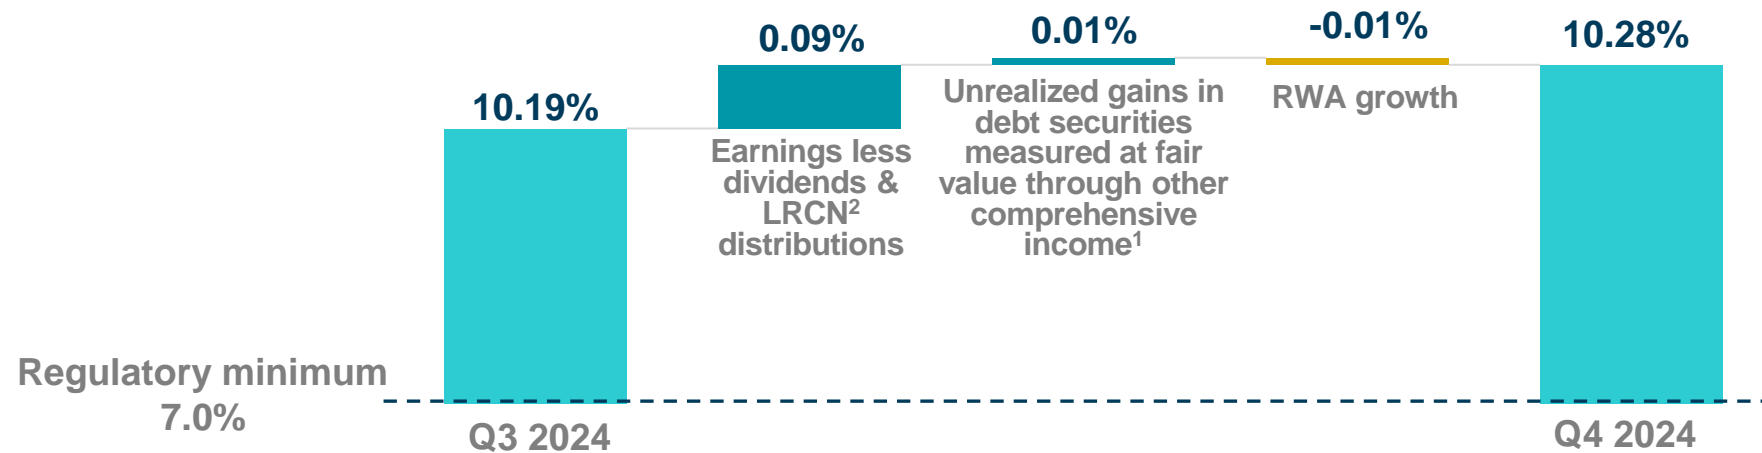 10.19%
Q3 2024
0.09%
Earnings less
dividends &
LRCN²
distributions
0.01%
Unrealized gains in
debt securities
measured at fair
value through other
comprehensive
income¹
-0.01%
RWA growth
10.28%
Q4 2024
Regulatory minimum
7.0%